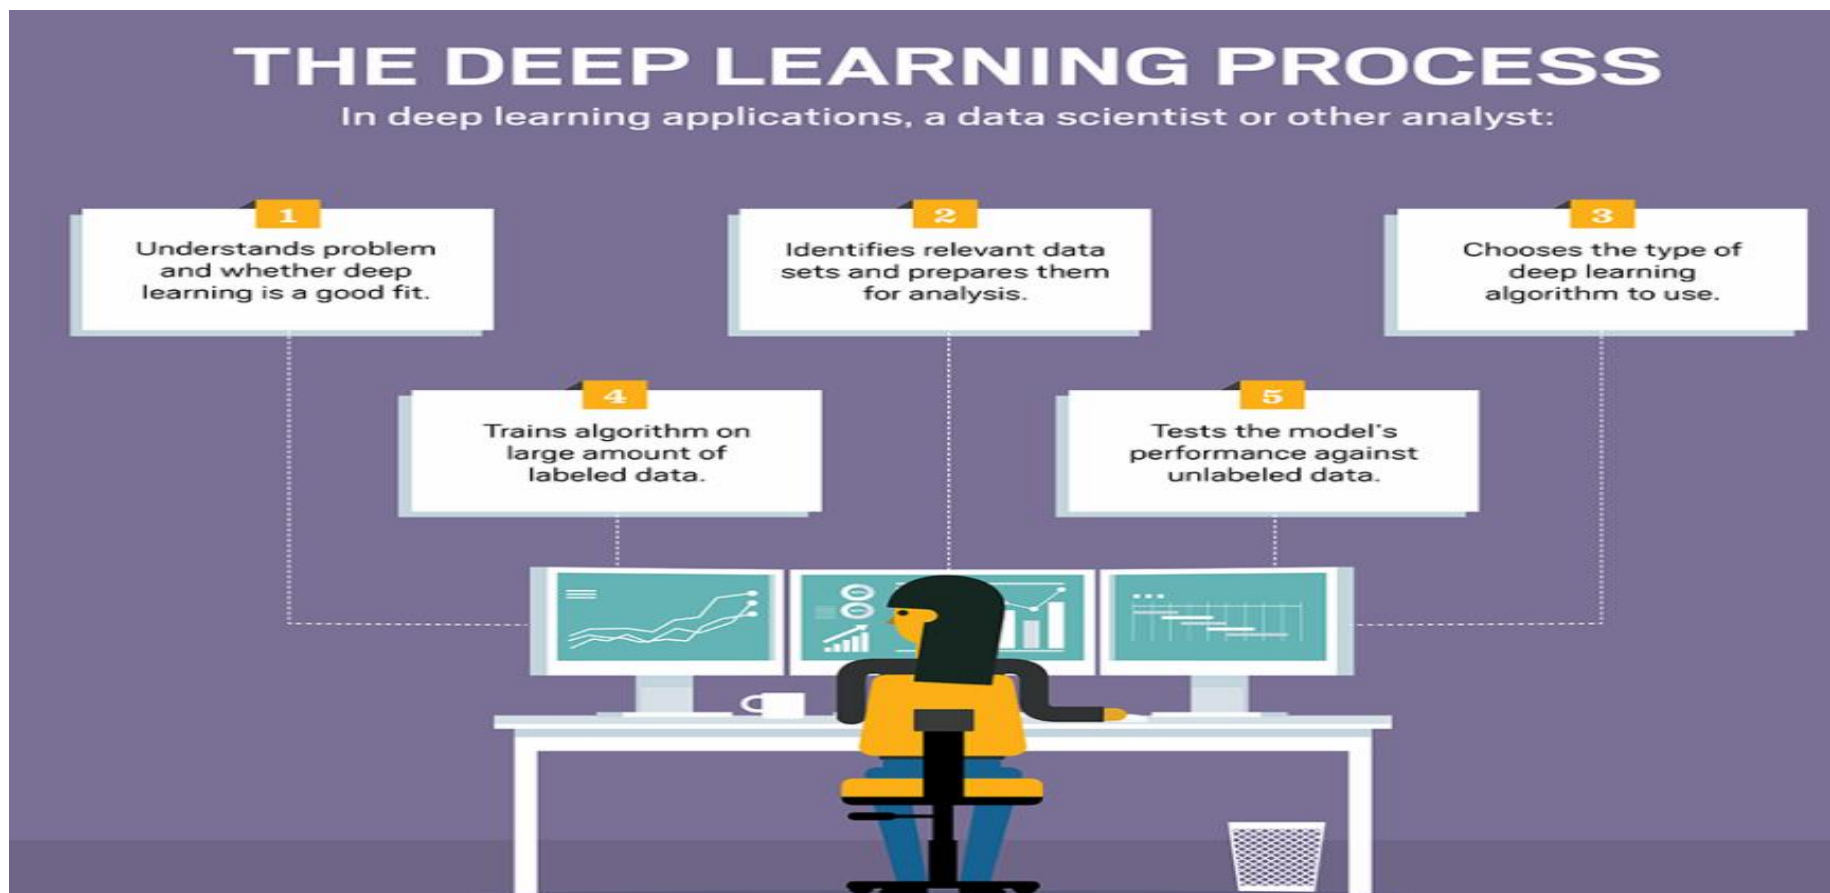 THE DEEP LEARNING PROCESS
In deep learning applications, a data scientist or other analyst:
1
Understands problem
and whether deep
learning is a good fit.
2
Identifies relevant data
sets and prepares them
for analysis.
3
Chooses the type of
deep learning
algorithm to use.
4
Trains algorithm on
large amount of
labeled data.
5
Tests the model's
performance against
unlabeled data.